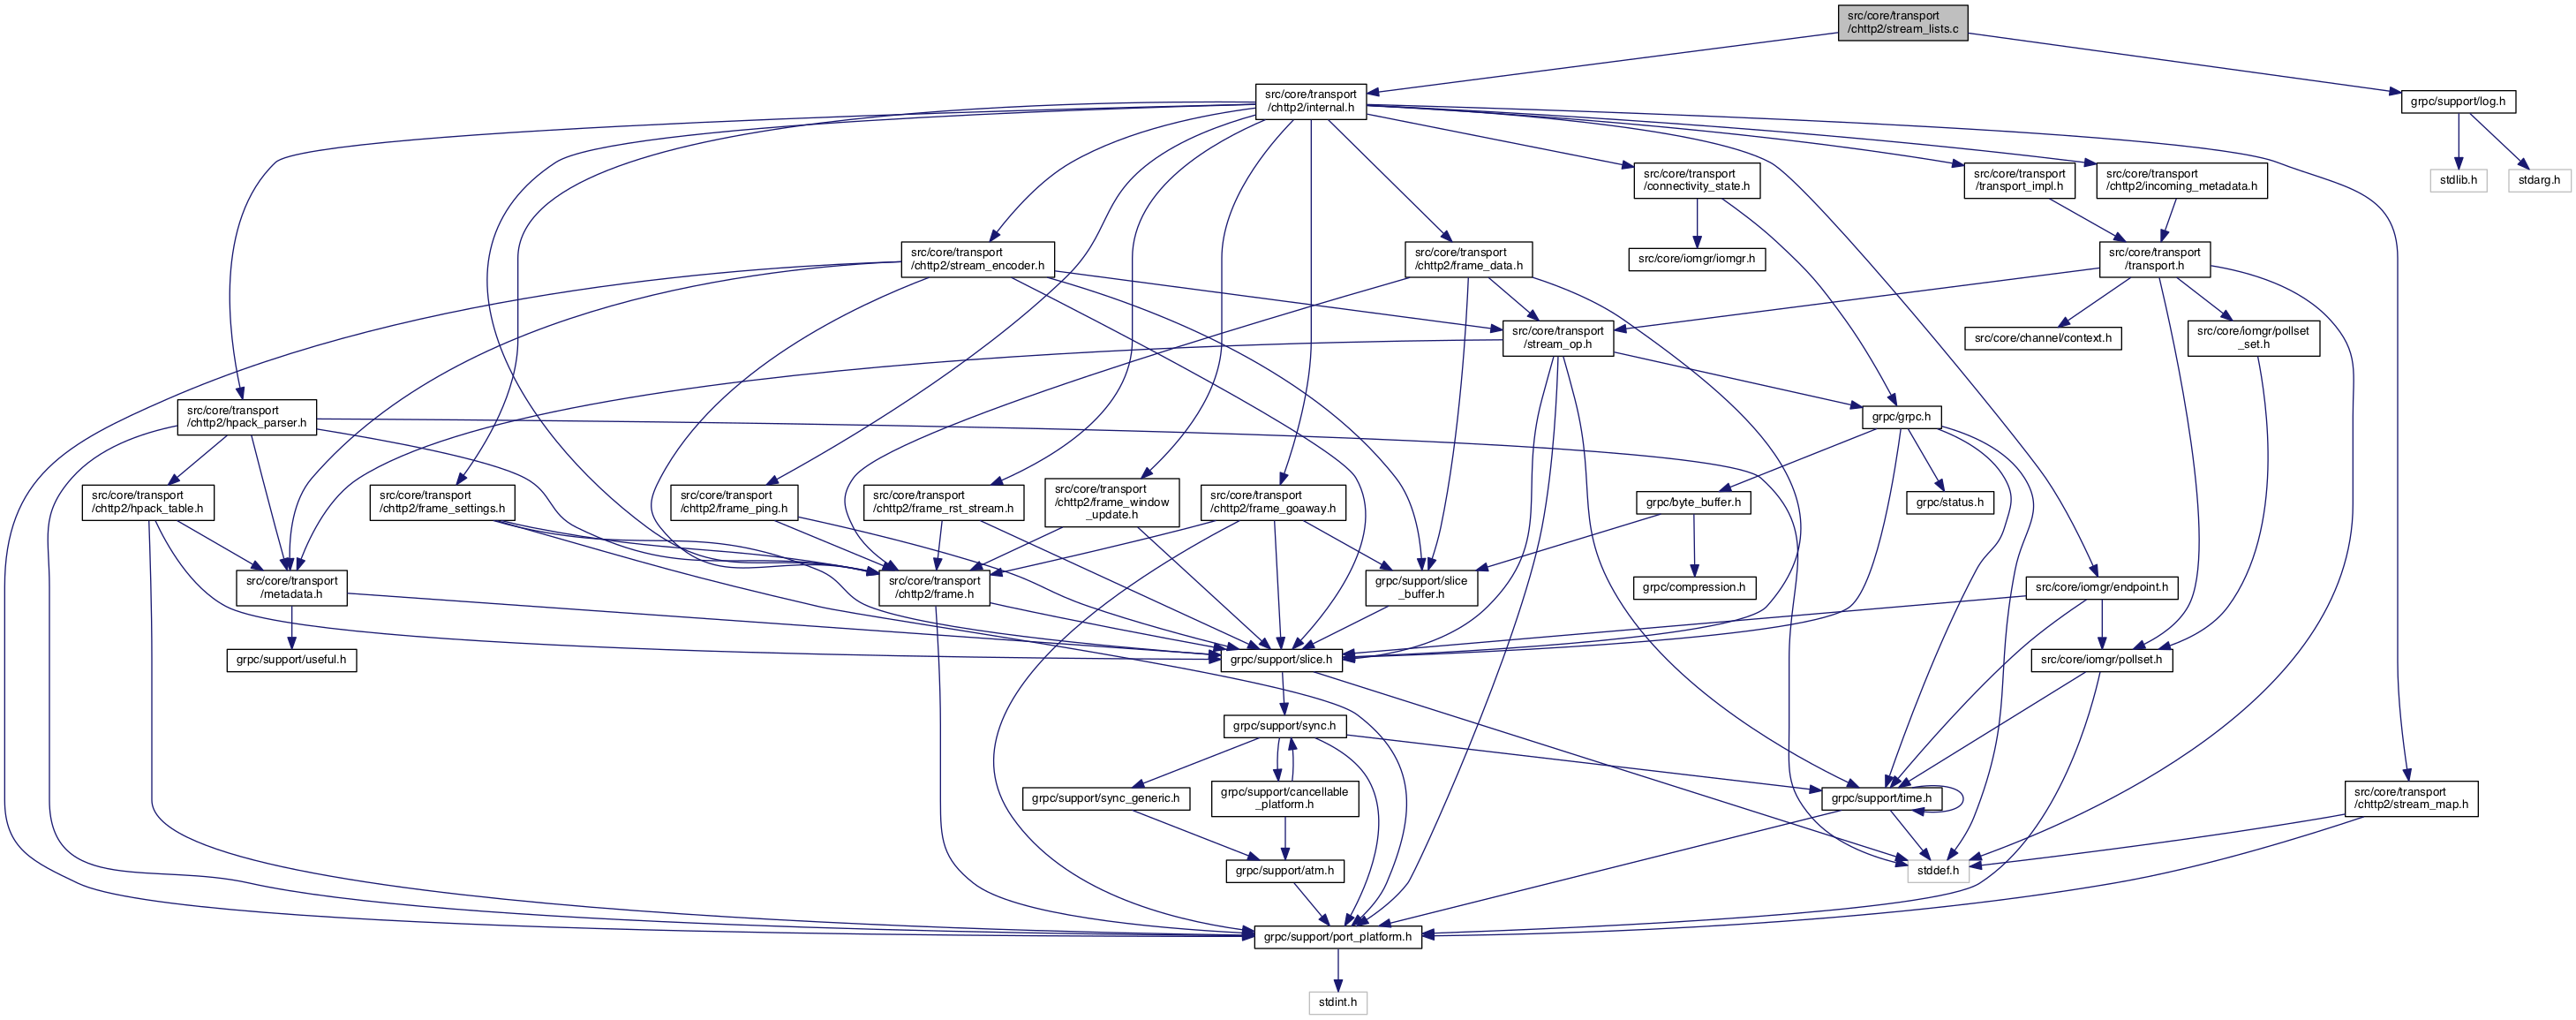 src/core/transport
/chttp2/stream_lists.c
src/core/transport
/chttp2/internal.h
grpc/support/log.h
src/core/transport
/connectivity_state.h
src/core/transport
/transport_impl.h
src/core/transport
/chttp2/incoming_metadata.h
stdlib.h
stdarg.h
src/core/transport
/chttp2/stream_encoder.h
src/core/transport
/chttp2/frame_data.h
src/core/iomgr/iomgr.h
src/core/transport
/transport.h
src/core/transport
/stream_op.h
src/core/channel/context.h
src/core/iomgr/pollset
_set.h
src/core/transport
/chttp2/hpack_parser.h
grpc/grpc.h
src/core/transport
/chttp2/hpack_table.h
src/core/transport
/chttp2/frame_settings.h
src/core/transport
/chttp2/frame_ping.h
src/core/transport
/chttp2/frame_rst_stream.h
src/core/transport
/chttp2/frame_window
_update.h
src/core/transport
/chttp2/frame_goaway.h
grpc/byte_buffer.h
grpc/status.h
src/core/transport
/metadata.h
src/core/transport
/chttp2/frame.h
grpc/support/slice
_buffer.h
grpc/compression.h
src/core/iomgr/endpoint.h
grpc/support/useful.h
grpc/support/slice.h
src/core/iomgr/pollset.h
grpc/support/sync.h
grpc/support/sync_generic.h
grpc/support/cancellable
_platform.h
grpc/support/time.h
src/core/transport
/chttp2/stream_map.h
grpc/support/atm.h
stddef.h
grpc/support/port_platform.h
stdint.h